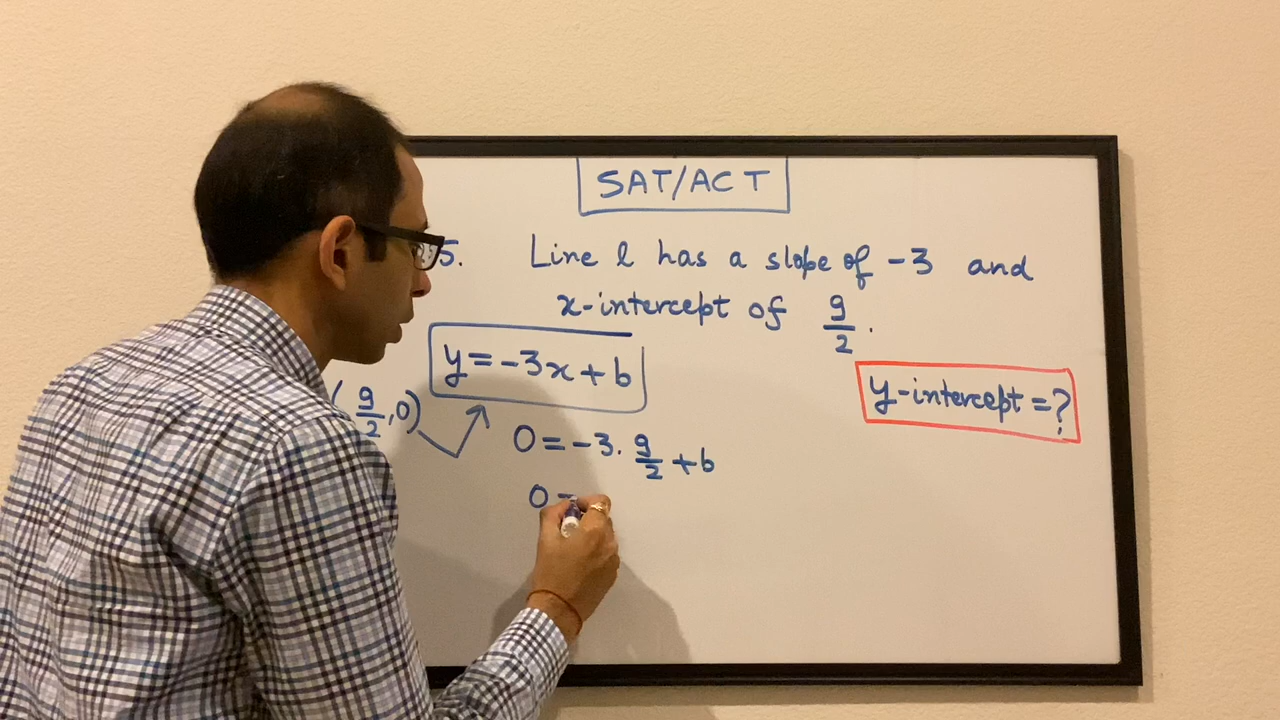 SAT/ACT
5. Line l has a slope of -3 and
x-intercept of 9/2.
y=-3x+b
y-intercept=?
(9/2,0)
0=-3.9/2+b
0=